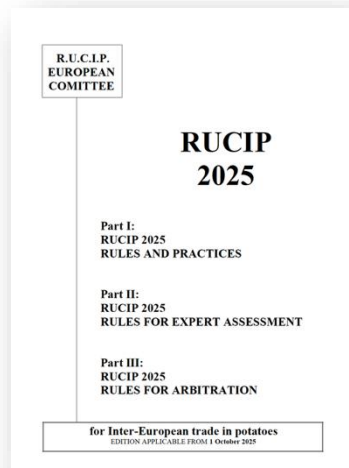 R.U.C.I.P.
EUROPEAN
COMITTEE
RUCIP
2025
Part I:
RUCIP 2025
RULES AND PRACTICES
Part II:
RUCIP 2025
RULES FOR EXPERT ASSESSMENT
Part III:
RUCIP 2025
RULES FOR ARBITRATION
for Inter-European trade in potatoes
EDITION APPLICABLE FROM 1 October 2025